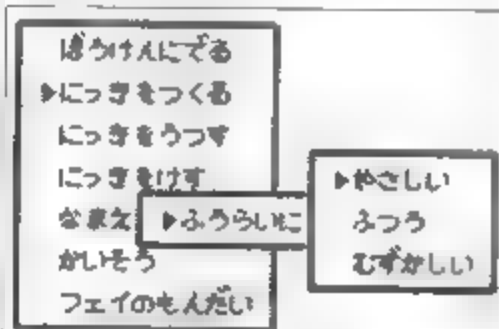 ぼうけんにでる
▶にっきをつくる
にっきをうつす
にっきをけす
なまえ
▶ふうらいに
▶やさしい
ふつう
むずかしい
かいそう
フェイのもんだい